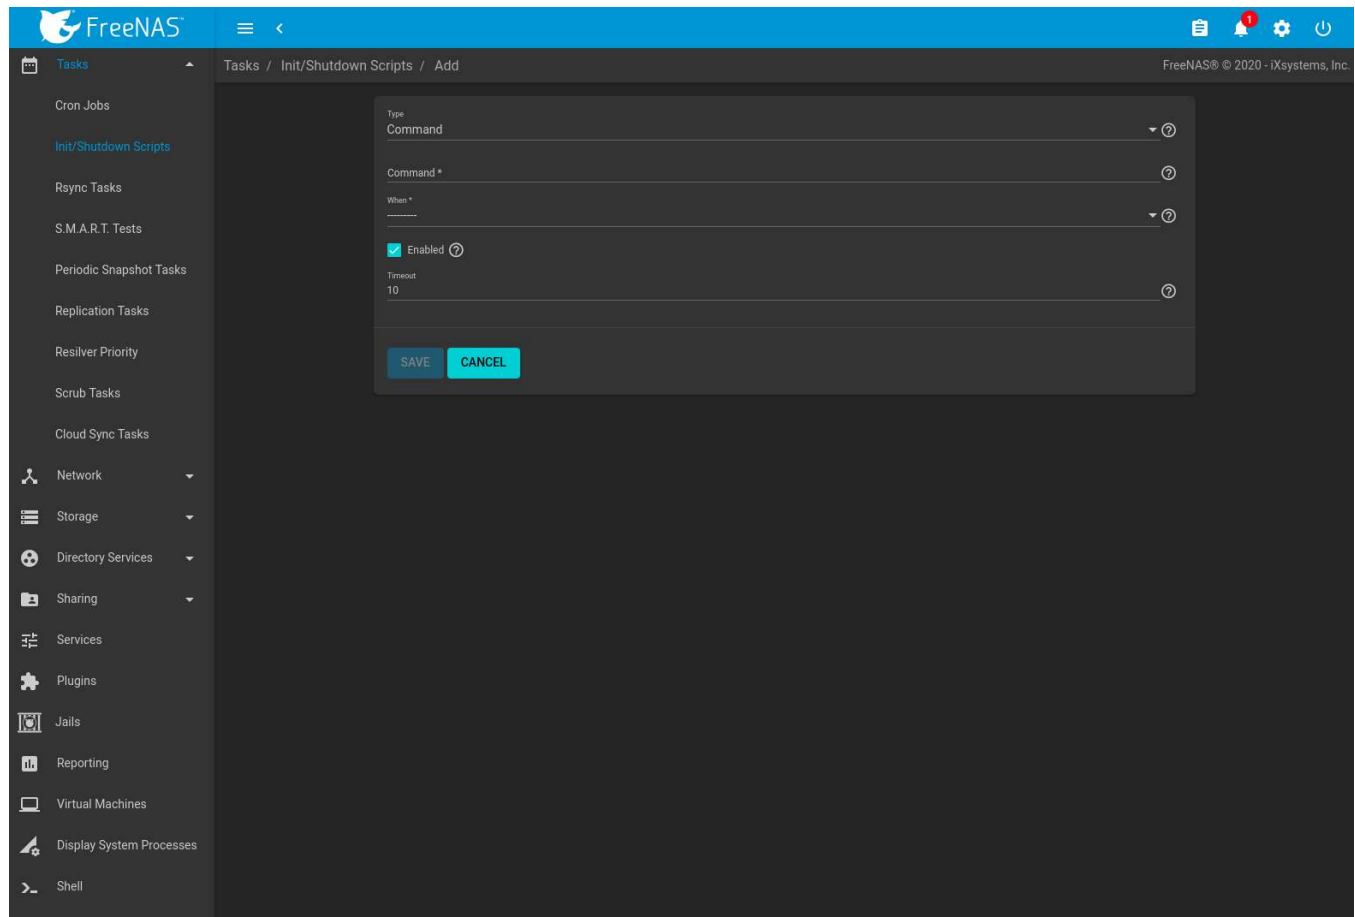 FreeNAS™
1
Tasks
Tasks / Init/Shutdown Scripts / Add
FreeNAS® © 2020 - iXsystems, Inc.
Cron Jobs
Init/Shutdown Scripts
Rsync Tasks
S.M.A.R.T. Tests
Periodic Snapshot Tasks
Replication Tasks
Resilver Priority
Scrub Tasks
Cloud Sync Tasks
Network
Storage
Directory Services
Sharing
Services
Plugins
Jails
Reporting
Virtual Machines
Display System Processes
Shell
Type
Command
Command *
When *
---------
Enabled
Timeout
10
SAVE
CANCEL